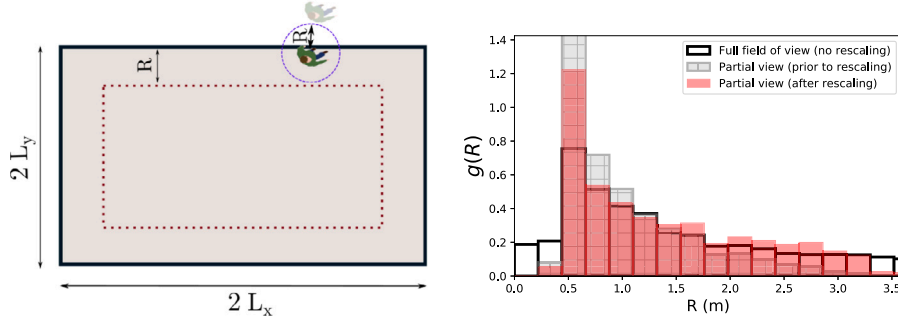 R
R
2 L_y
2 L_x
g(R)
1.4
1.2
1.0
0.8
0.6
0.4
0.2
0.0
Full field of view (no rescaling)
Partial view (prior to rescaling)
Partial view (after rescaling)
0.0 0.5 1.0 1.5 2.0 2.5 3.0 3.5
R (m)